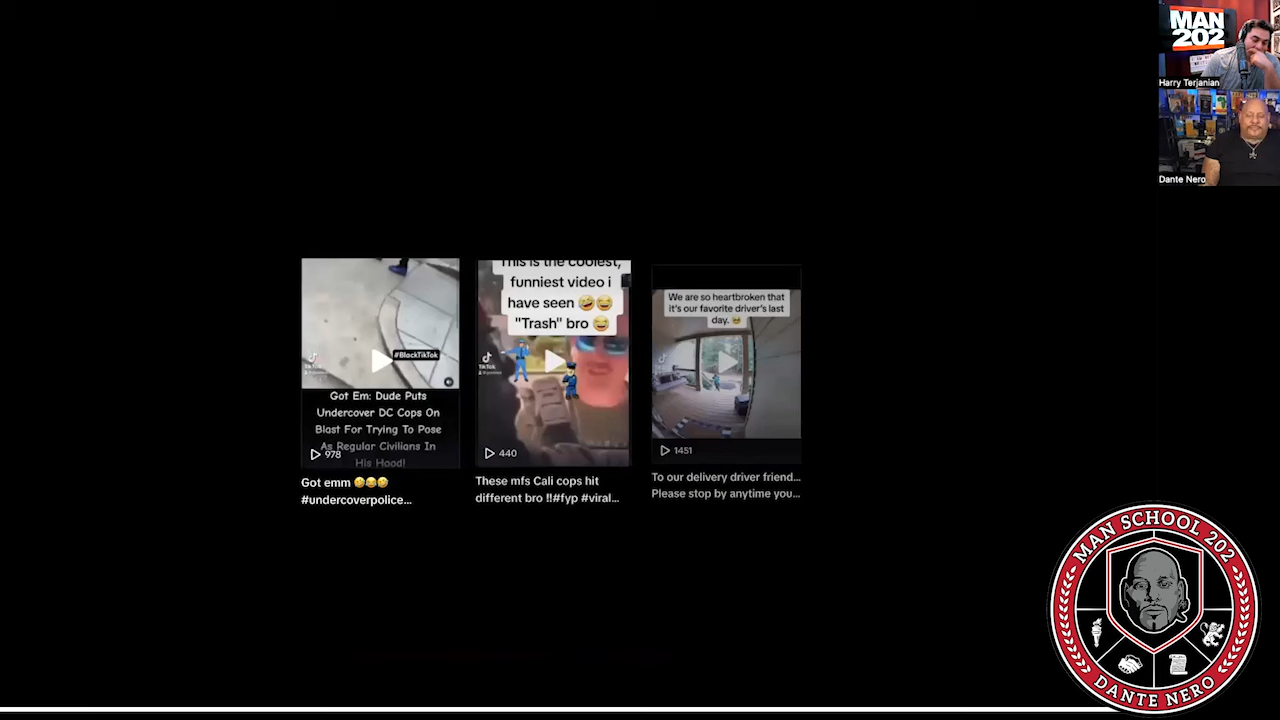 MAN
202
Harry Terjanian
Dante Nero
This is the coolest,
funniest video i
have seen 🤣😂
"Trash" bro 😂
We are so heartbroken that
it's our favorite driver's last
day. 🥹
#BlackTikTok
TikTok
TikTok
Got Em: Dude Puts
Undercover DC Cops On
Blast For Trying To Pose
As Regular Civilians In
His Hood!
978
440
1451
Got emm 🤣😂🤣
#undercoverpolice...
These mfs Cali cops hit
different bro !!#fyp #viral...
To our delivery driver friend...
Please stop by anytime you...
MAN SCHOOL 202
DANTE NERO